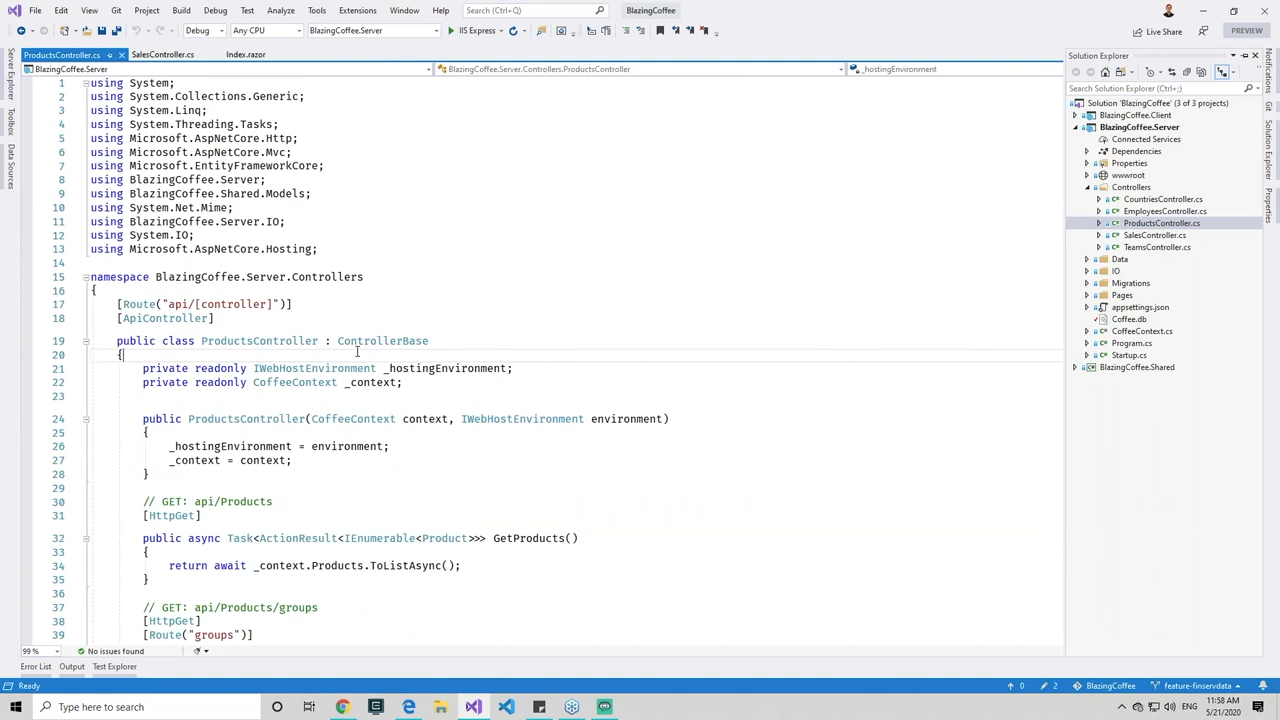 File Edit View Git Project Build Debug Test Analyze Tools Extensions Window Help Search (Ctrl+Q) BlazingCoffee
Debug Any CPU BlazingCoffee.Server IIS Express Live Share PREVIEW
ProductsController.cs SalesController.cs Index.razor
BlazingCoffee.Server BlazingCoffee.Server.Controllers.ProductsController _hostingEnvironment
Server Explorer
Toolbox
Data Sources
1 using System;
2 using System.Collections.Generic;
3 using System.Linq;
4 using System.Threading.Tasks;
5 using Microsoft.AspNetCore.Http;
6 using Microsoft.AspNetCore.Mvc;
7 using Microsoft.EntityFrameworkCore;
8 using BlazingCoffee.Server;
9 using BlazingCoffee.Shared.Models;
10 using System.Net.Mime;
11 using BlazingCoffee.Server.IO;
12 using System.IO;
13 using Microsoft.AspNetCore.Hosting;
14
15 namespace BlazingCoffee.Server.Controllers
16 {
17 [Route("api/[controller]")]
18 [ApiController]
19 public class ProductsController : ControllerBase
20 {
21 private readonly IWebHostEnvironment _hostingEnvironment;
22 private readonly CoffeeContext _context;
23
24 public ProductsController(CoffeeContext context, IWebHostEnvironment environment)
25 {
26 _hostingEnvironment = environment;
27 _context = context;
28 }
29
30 // GET: api/Products
31 [HttpGet]
32 public async Task<ActionResult<IEnumerable<Product>>> GetProducts()
33 {
34 return await _context.Products.ToListAsync();
35 }
36
37 // GET: api/Products/groups
38 [HttpGet]
39 [Route("groups")]
Solution Explorer
Search Solution Explorer (Ctrl+;)
Solution 'BlazingCoffee' (3 of 3 projects)
BlazingCoffee.Client
BlazingCoffee.Server
Connected Services
Dependencies
Properties
wwwroot
Controllers
CountriesController.cs
EmployeesController.cs
ProductsController.cs
SalesController.cs
TeamsController.cs
Data
IO
Migrations
Pages
appsettings.json
Coffee.db
CoffeeContext.cs
Program.cs
Startup.cs
BlazingCoffee.Shared
Notifications
Git
Solution Explorer
Properties
99 % No issues found
Error List Output Test Explorer
Ready 0 2 BlazingCoffee feature-finservdata
Type here to search ENG 11:58 AM
5/21/2020